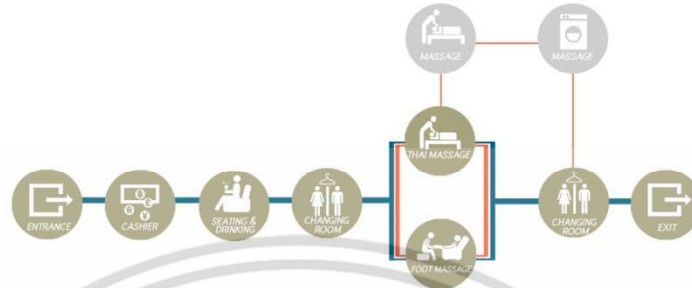 MASSAGE
MASSAGE
THAI MASSAGE
ENTRANCE
CASHIER
SEATING &
DRINKING
CHANGING
ROOM
CHANGING
ROOM
EXIT
FOOT MASSAGE